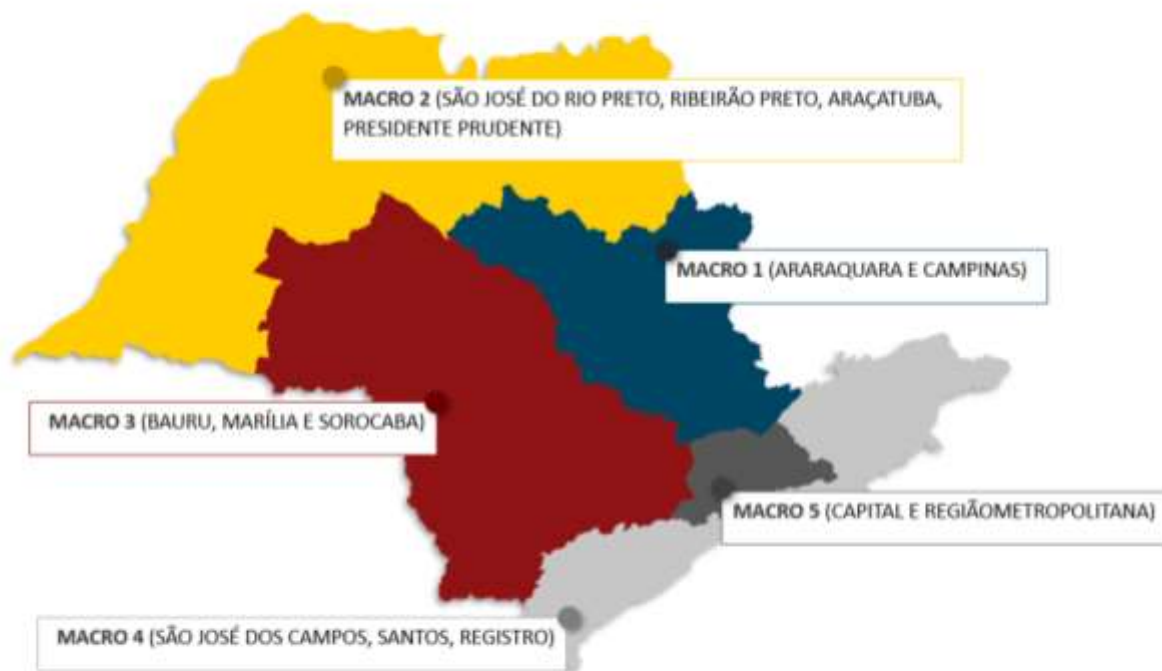 MACRO 2 (SÃO JOSÉ DO RIO PRETO, RIBEIRÃO PRETO, ARAÇATUBA,
PRESIDENTE PRUDENTE)
MACRO 1 (ARARAQUARA E CAMPINAS)
MACRO 3 (BAURU, MARÍLIA E SOROCABA)
MACRO 5 (CAPITAL E REGIÃOMETROPOLITANA)
MACRO 4 (SÃO JOSÉ DOS CAMPOS, SANTOS, REGISTRO)